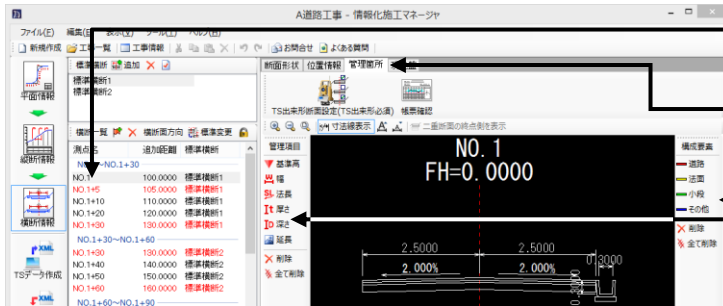 A道路工事 - 情報化施工マネージャ
ファイル(F) 編集(E) 表示(V) ツール(T) ヘルプ(H)
新規作成 工事一覧 工事情報 お問合せ よくある質問
平面情報
縦断情報
横断情報
XML
TSデータ作成
XML
標準横断 追加
標準横断1
標準横断2
横断一覧 横断面方向 標準変更
測点名 追加距離 標準横断
NO.1~NO.1+30
NO.1 100.0000 標準横断1
NO.1+5 105.0000 標準横断1
NO.1+10 110.0000 標準横断1
NO.1+20 120.0000 標準横断1
NO.1+30 130.0000 標準横断1
NO.1+30~NO.1+60
NO.1+30 130.0000 標準横断2
NO.1+40 140.0000 標準横断2
NO.1+50 150.0000 標準横断2
NO.1+60 160.0000 標準横断2
NO.1+60~NO.1+90
断面形状 位置情報 管理箇所
TS出来形断面設定(TS出来形必須) 帳票確認
寸法線表示 二重断面の終点側を表示
管理項目
基準高
幅
法長
厚さ
深さ
延長
削除
全て削除
NO.1
FH=0.0000
2.5000 2.5000
0.3000
2.000% 2.000%
0.3000
構成要素
道路
法面
小段
その他
削除
全て削除